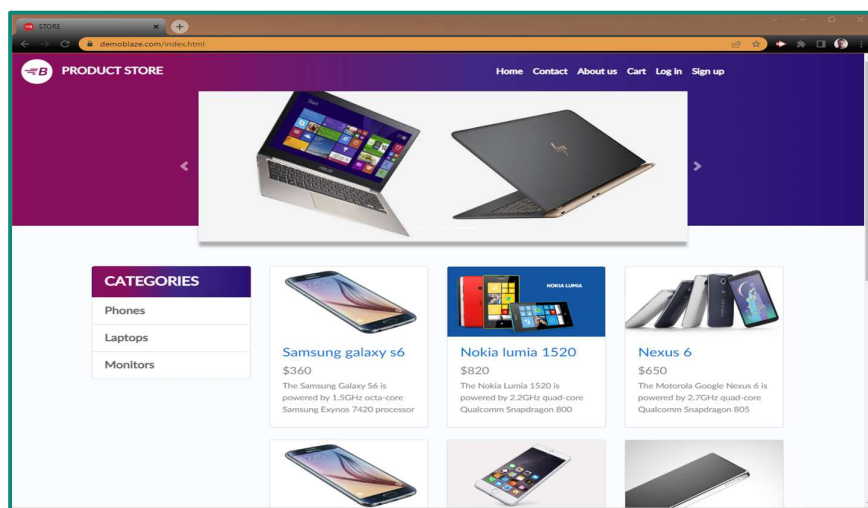 STORE
demoblaze.com/index.html
B PRODUCT STORE
Home Contact About us Cart Log in Sign up
Start
ASUS
hp
CATEGORIES
Phones
Laptops
Monitors
NOKIA LUMIA
Samsung galaxy s6
$360
The Samsung Galaxy S6 is
powered by 1.5GHz octa-core
Samsung Exynos 7420 processor
Nokia lumia 1520
$820
The Nokia Lumia 1520 is
powered by 2.2GHz quad-core
Qualcomm Snapdragon 800
Nexus 6
$650
The Motorola Google Nexus 6 is
powered by 2.7GHz quad-core
Qualcomm Snapdragon 805